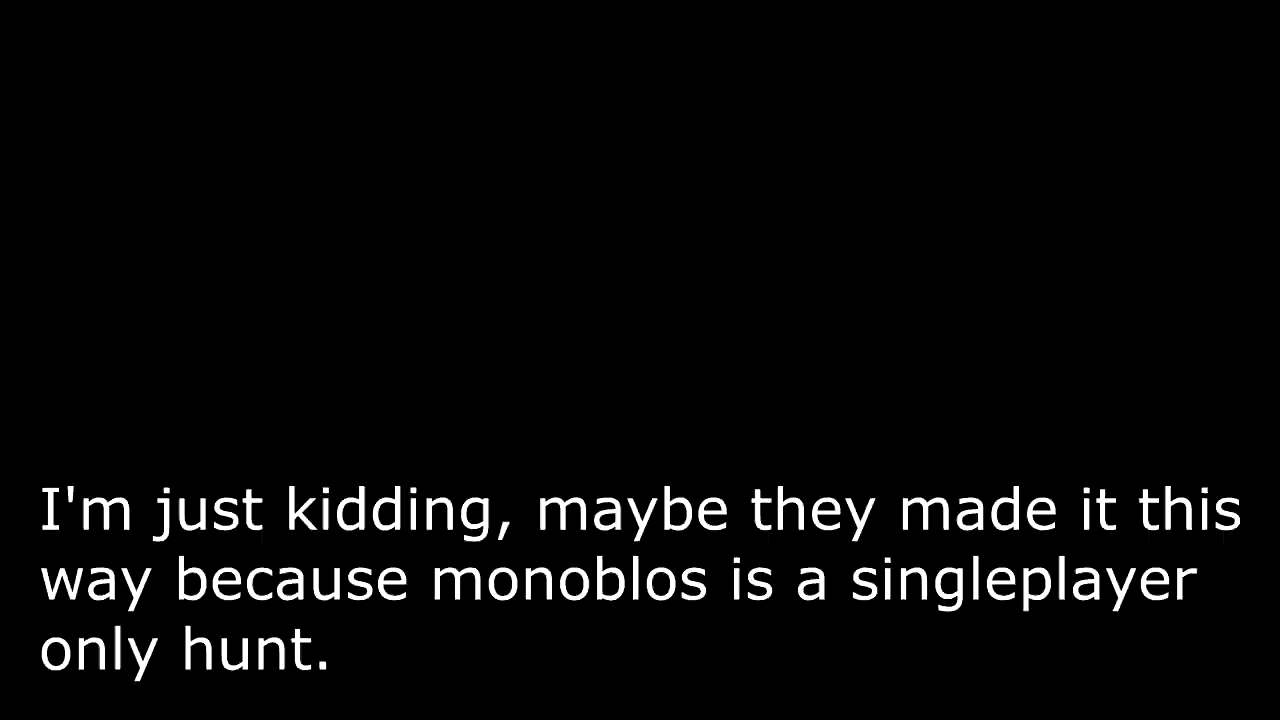 I'm just kidding, maybe they made it this
way because monoblos is a singleplayer
only hunt.